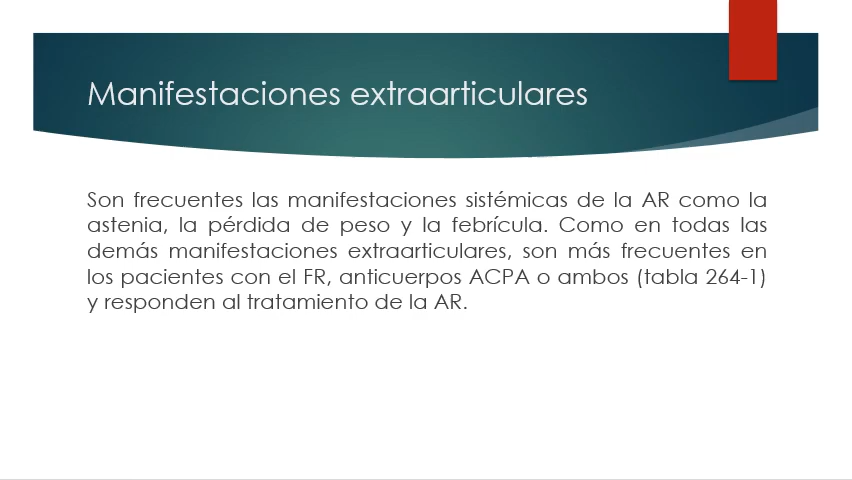 Manifestaciones extraarticulares
Son frecuentes las manifestaciones sistémicas de la AR como la
astenia, la pérdida de peso y la febrícula. Como en todas las
demás manifestaciones extraarticulares, son más frecuentes en
los pacientes con el FR, anticuerpos ACPA o ambos (tabla 264-1)
y responden al tratamiento de la AR.